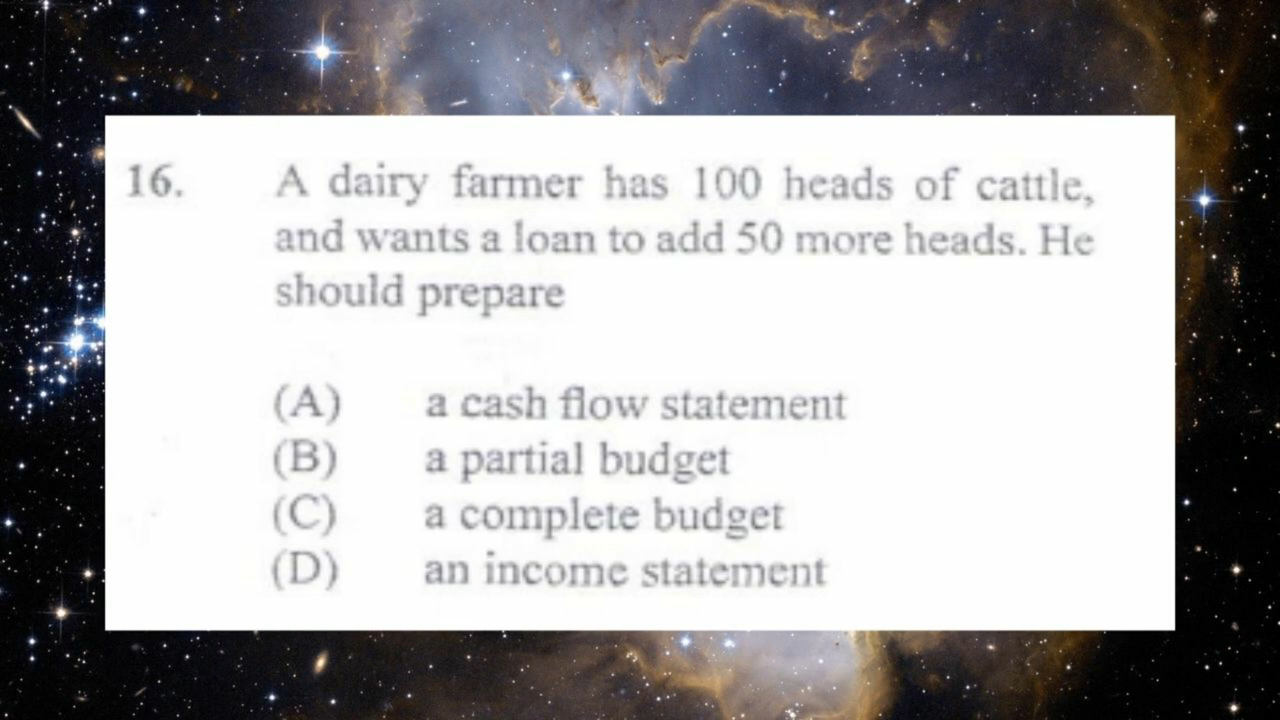 16. A dairy farmer has 100 heads of cattle,
and wants a loan to add 50 more heads. He
should prepare
(A) a cash flow statement
(B) a partial budget
(C) a complete budget
(D) an income statement